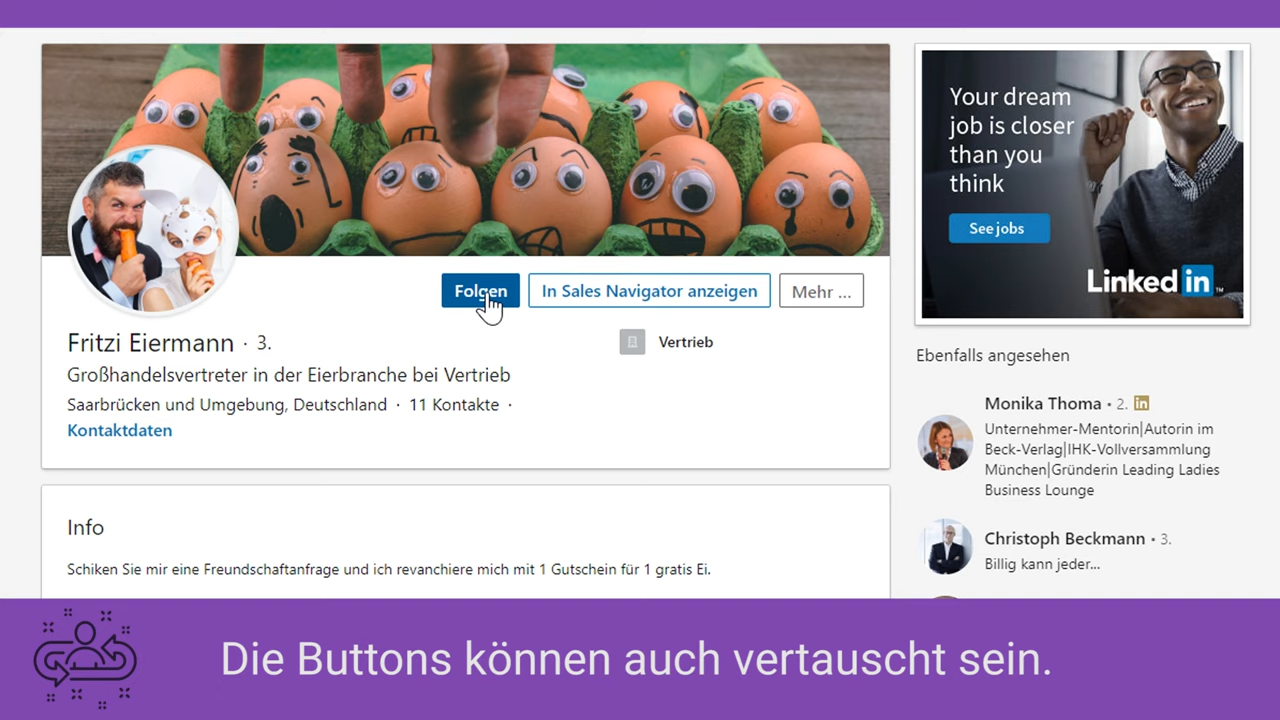 Your dream
job is closer
than you
think
See jobs
Linked in
Folgen
In Sales Navigator anzeigen
Mehr ...
Fritzi Eiermann · 3.
Vertrieb
Großhandelsvertreter in der Eierbranche bei Vertrieb
Saarbrücken und Umgebung, Deutschland · 11 Kontakte ·
Kontaktdaten
Info
Schiken Sie mir eine Freundschaftanfrage und ich revanchiere mich mit 1 Gutschein für 1 gratis Ei.
Ebenfalls angesehen
Monika Thoma • 2. in
Unternehmer-Mentorin|Autorin im
Beck-Verlag|IHK-Vollversammlung
München|Gründerin Leading Ladies
Business Lounge
Christoph Beckmann • 3.
Billig kann jeder...
Die Buttons können auch vertauscht sein.